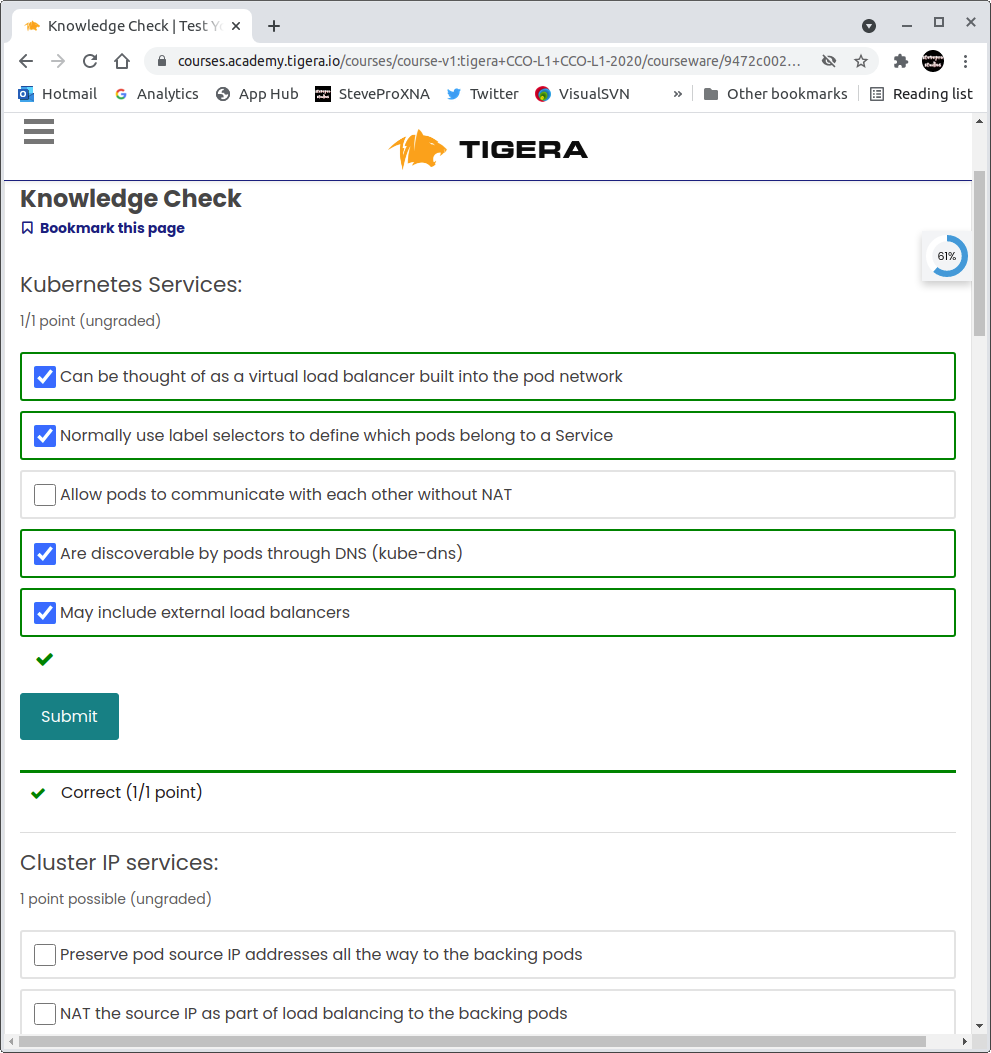 Knowledge Check | Test Yo
courses.academy.tigera.io/courses/course-v1:tigera+CCO-L1+CCO-L1-2020/courseware/9472c002...
Hotmail Analytics App Hub SteveProXNA Twitter VisualSVN » Other bookmarks Reading list
TIGERA
Knowledge Check
Bookmark this page
61%
Kubernetes Services:
1/1 point (ungraded)
Can be thought of as a virtual load balancer built into the pod network
Normally use label selectors to define which pods belong to a Service
Allow pods to communicate with each other without NAT
Are discoverable by pods through DNS (kube-dns)
May include external load balancers
Submit
Correct (1/1 point)
Cluster IP services:
1 point possible (ungraded)
Preserve pod source IP addresses all the way to the backing pods
NAT the source IP as part of load balancing to the backing pods